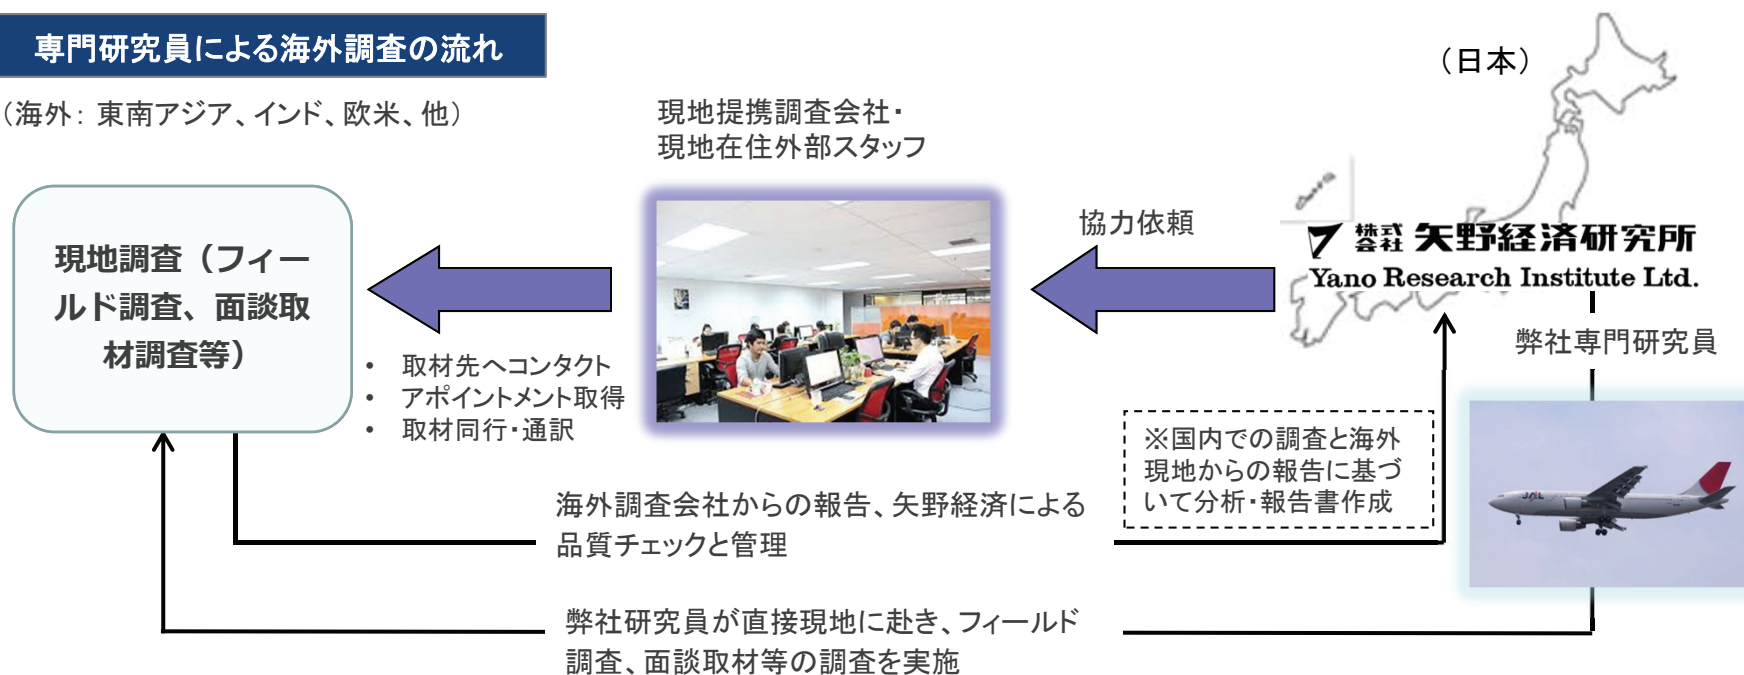 専門研究員による海外調査の流れ
（海外：東南アジア、インド、欧米、他）
（日本）
現地提携調査会社・
現地在住外部スタッフ
協力依頼
株式会社 矢野経済研究所
Yano Research Institute Ltd.
弊社専門研究員
現地調査（フィー
ルド調査、面談取
材調査等）
• 取材先へコンタクト
• アポイントメント取得
• 取材同行・通訳
※国内での調査と海外
現地からの報告に基づ
いて分析・報告書作成
JAL
海外調査会社からの報告、矢野経済による
品質チェックと管理
弊社研究員が直接現地に赴き、フィールド
調査、面談取材等の調査を実施